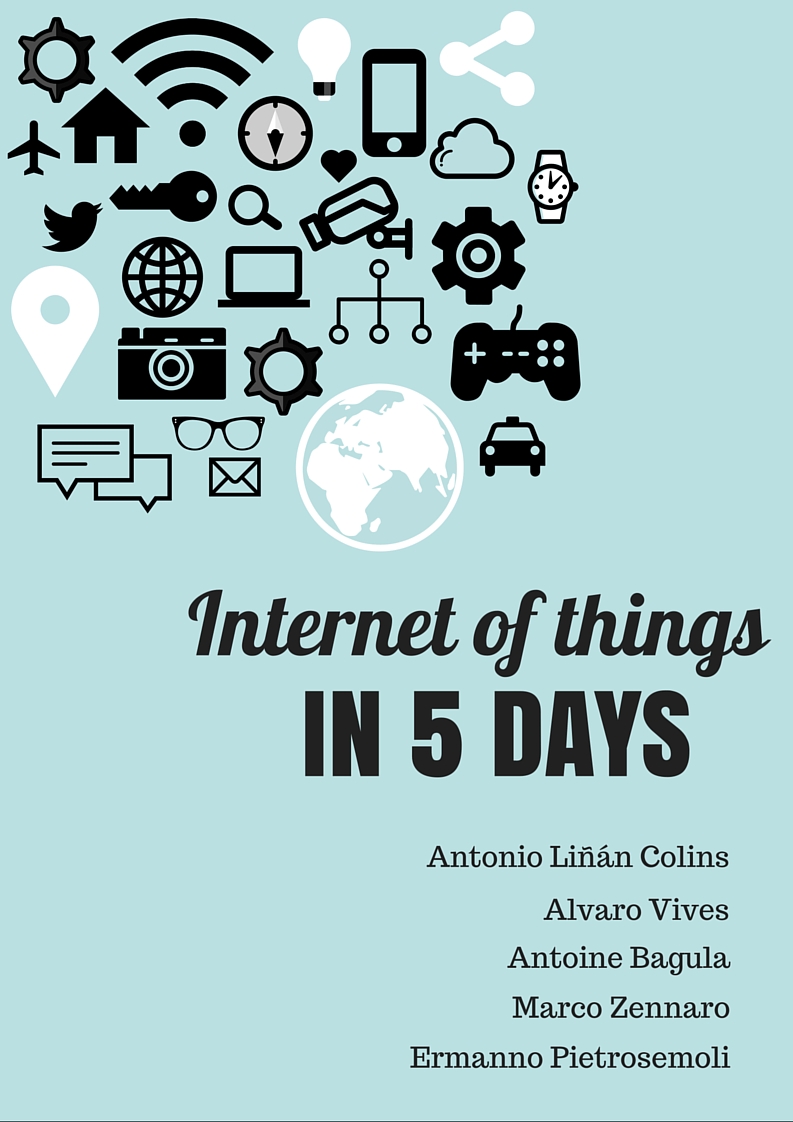 Internet of things
IN 5 DAYS
Antonio Liñán Colins
Alvaro Vives
Antoine Bagula
Marco Zennaro
Ermanno Pietrosemoli